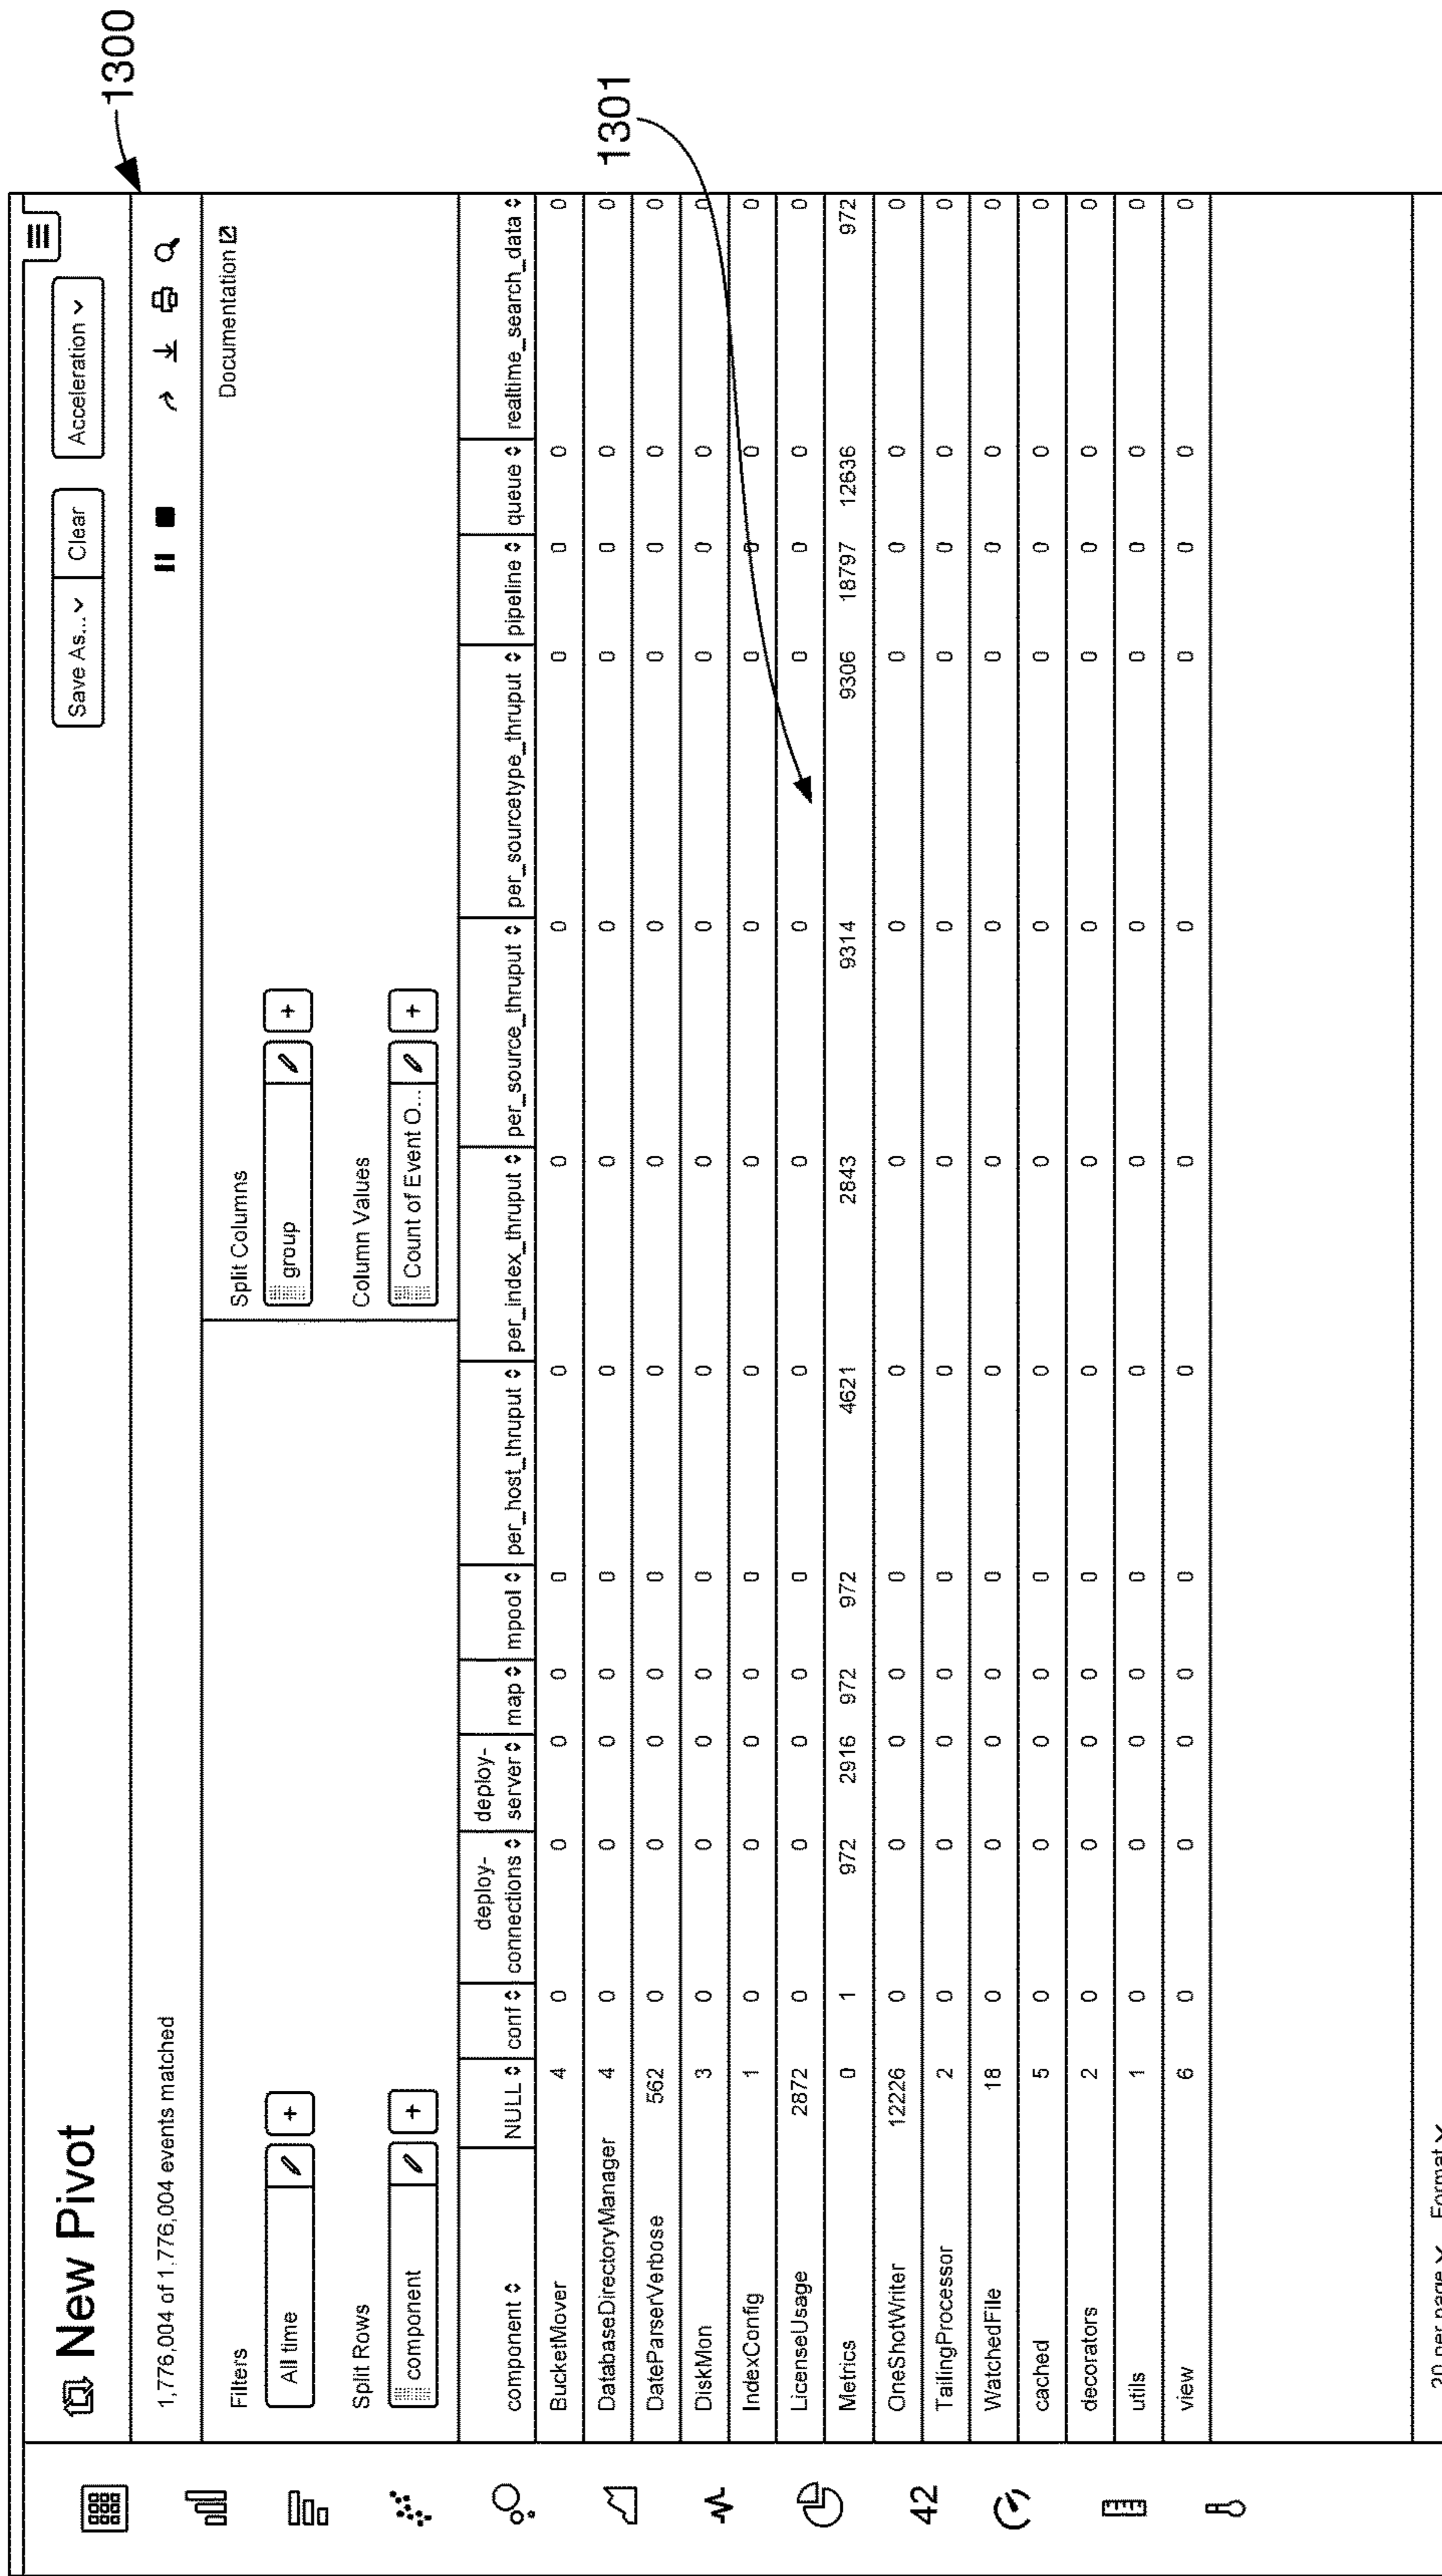 1300
1301
New Pivot
Save As... Clear Acceleration
1,776,004 of 1,776,004 events matched
Filters Split Columns Documentation
All time + group +
Split Rows Column Values
component + Count of Event O... +
component NULL conf deploy-connections deploy-server map mpool per_host_thruput per_index_thruput per_source_thruput per_sourcetype_thruput pipeline queue realtime_search_data
BucketMover 4 0 0 0 0 0 0 0 0 0 0 0 0
DatabaseDirectoryManager 4 0 0 0 0 0 0 0 0 0 0 0 0
DateParserVerbose 562 0 0 0 0 0 0 0 0 0 0 0 0
DiskMon 3 0 0 0 0 0 0 0 0 0 0 0 0
IndexConfig 1 0 0 0 0 0 0 0 0 0 0 0 0
LicenseUsage 2872 0 0 0 0 0 0 0 0 0 0 0 0
Metrics 0 1 972 2916 972 972 4621 2843 9314 9306 18797 12636 972
OneShotWriter 12226 0 0 0 0 0 0 0 0 0 0 0 0
TailingProcessor 2 0 0 0 0 0 0 0 0 0 0 0 0
WatchedFile 18 0 0 0 0 0 0 0 0 0 0 0 0
cached 5 0 0 0 0 0 0 0 0 0 0 0 0
decorators 2 0 0 0 0 0 0 0 0 0 0 0 0
utils 1 0 0 0 0 0 0 0 0 0 0 0 0
view 6 0 0 0 0 0 0 0 0 0 0 0 0
42
20 per page Format